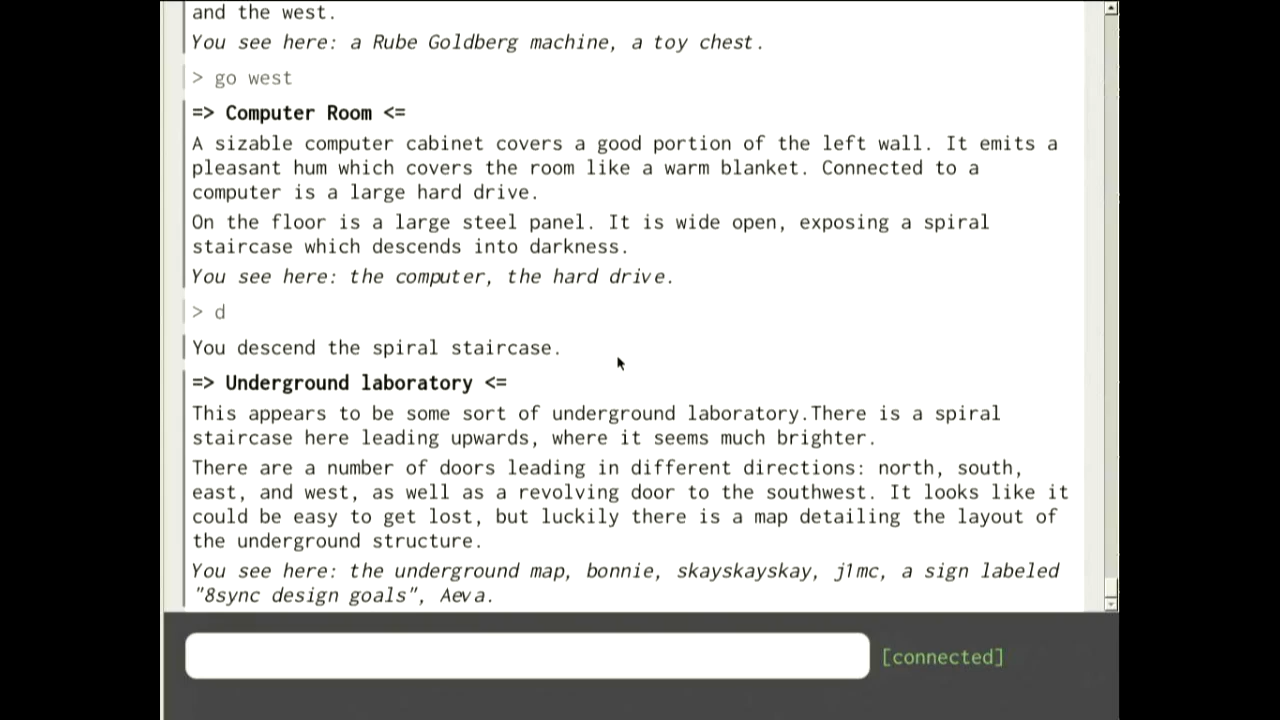 and the west.
You see here: a Rube Goldberg machine, a toy chest.
> go west
=> Computer Room <=
A sizable computer cabinet covers a good portion of the left wall. It emits a
pleasant hum which covers the room like a warm blanket. Connected to a
computer is a large hard drive.
On the floor is a large steel panel. It is wide open, exposing a spiral
staircase which descends into darkness.
You see here: the computer, the hard drive.
> d
You descend the spiral staircase.
=> Underground laboratory <=
This appears to be some sort of underground laboratory.There is a spiral
staircase here leading upwards, where it seems much brighter.
There are a number of doors leading in different directions: north, south,
east, and west, as well as a revolving door to the southwest. It looks like it
could be easy to get lost, but luckily there is a map detailing the layout of
the underground structure.
You see here: the underground map, bonnie, skayskayskay, j1mc, a sign labeled
"8sync design goals", Aeva.
[connected]